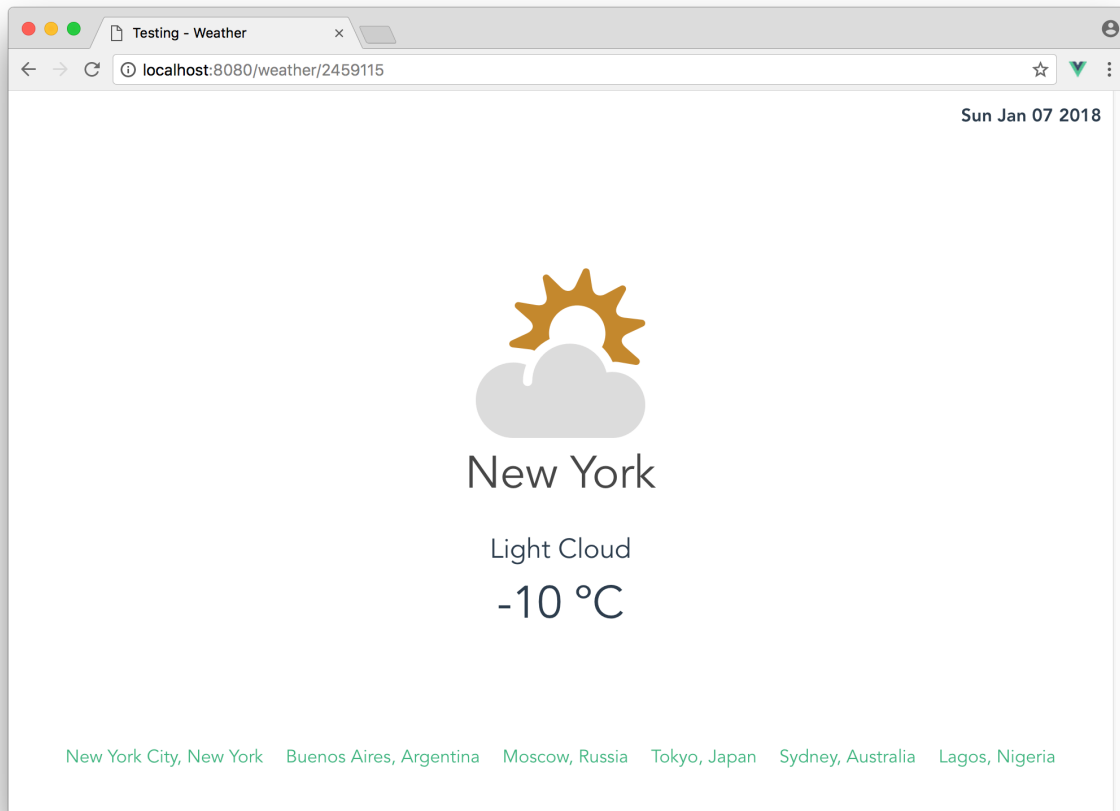 Testing - Weather
localhost:8080/weather/2459115
Sun Jan 07 2018
New York
Light Cloud
-10 °C
New York City, New York Buenos Aires, Argentina Moscow, Russia Tokyo, Japan Sydney, Australia Lagos, Nigeria